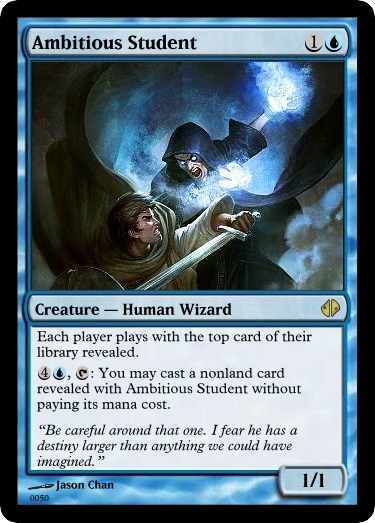 Ambitious Student 1
Creature — Human Wizard
Each player plays with the top card of their
library revealed.
4, : You may cast a nonland card
revealed with Ambitious Student without
paying its mana cost.
“Be careful around that one. I fear he has a
destiny larger than anything we could have
imagined.”
1/1
Jason Chan
0050